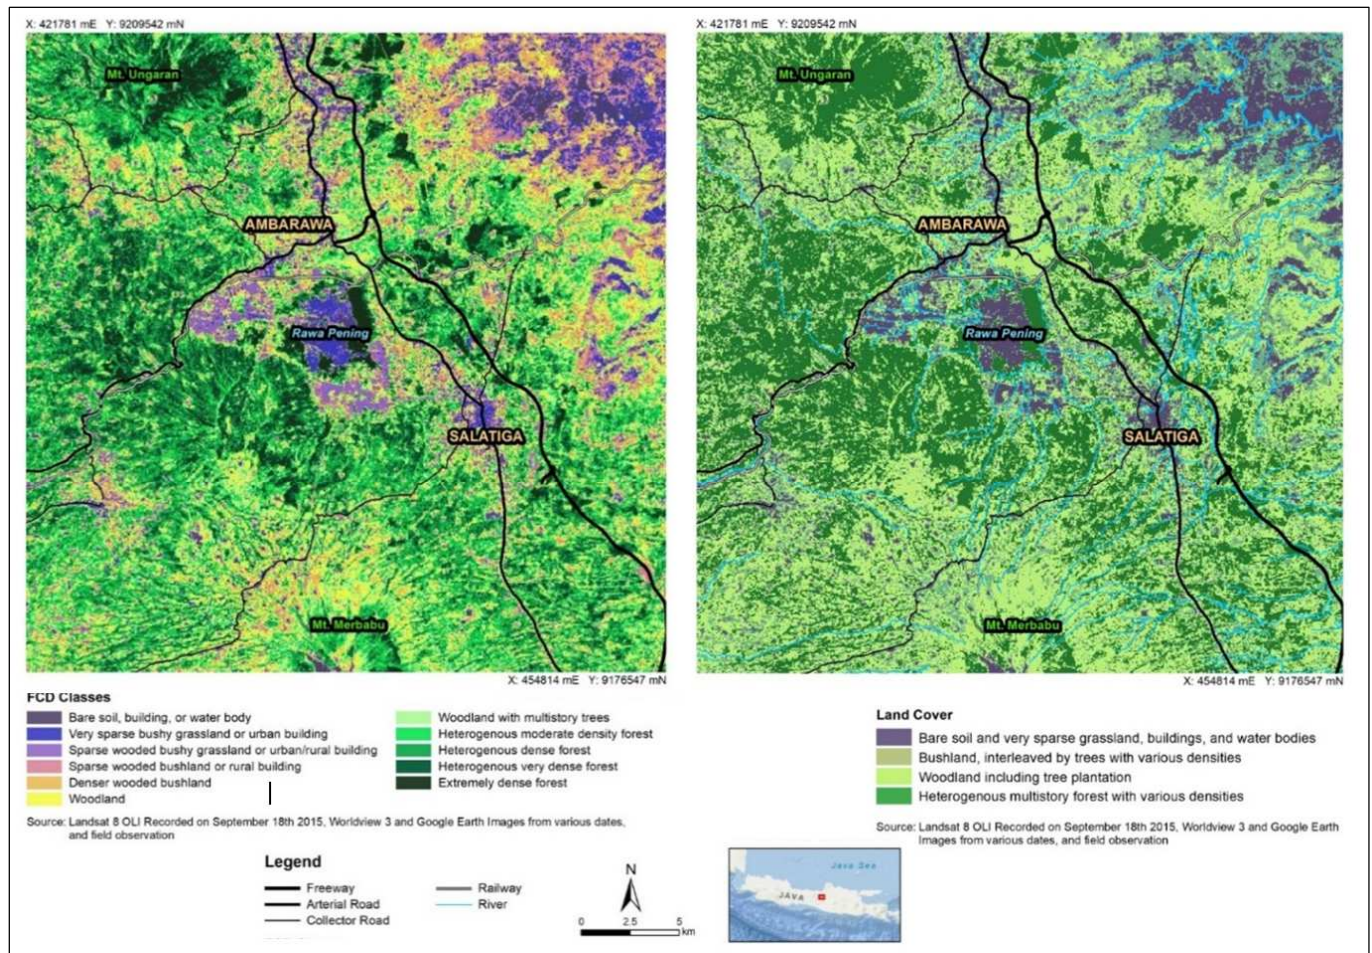 X: 421781 mE Y: 9209542 mN
X: 421781 mE Y: 9209542 mN
Mt. Ungaran
AMBARAWA
Rawa Pening
SALATIGA
Mt. Merbabu
Mt. Ungaran
AMBARAWA
Rawa Pening
SALATIGA
Mt. Merbabu
X: 454814 mE Y: 9176547 mN
X: 454814 mE Y: 9176547 mN
FCD Classes
Bare soil, building, or water body
Very sparse bushy grassland or urban building
Sparse wooded bushy grassland or urban/rural building
Sparse wooded bushland or rural building
Denser wooded bushland
Woodland
Woodland with multistory trees
Heterogenous moderate density forest
Heterogenous dense forest
Heterogenous very dense forest
Extremely dense forest
Source: Landsat 8 OLI Recorded on September 18th 2015, Worldview 3 and Google Earth Images from various dates,
and field observation
Land Cover
Bare soil and very sparse grassland, buildings, and water bodies
Bushland, interleaved by trees with various densities
Woodland including tree plantation
Heterogenous multistory forest with various densities
Source: Landsat 8 OLI Recorded on September 18th 2015, Worldview 3 and Google Earth
Images from various dates, and field observation
Legend
Freeway
Arterial Road
Collector Road
Railway
River
N
0 2.5 5
km
Java Sea
JAVA